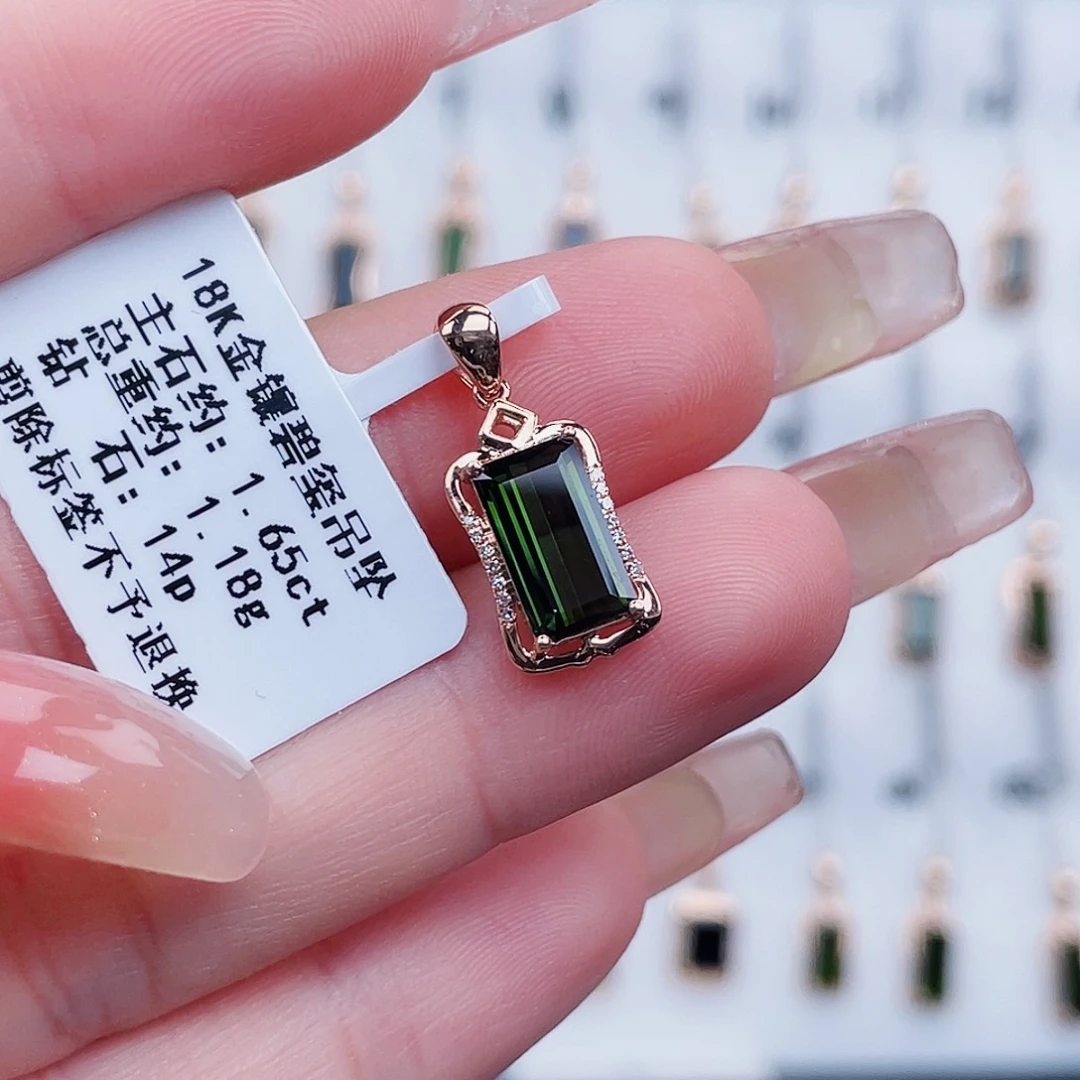 18K金镶碧玺吊坠
主石约：1.65ct
总重约：1.18g
钻 石：14p
剪除标签不予退换